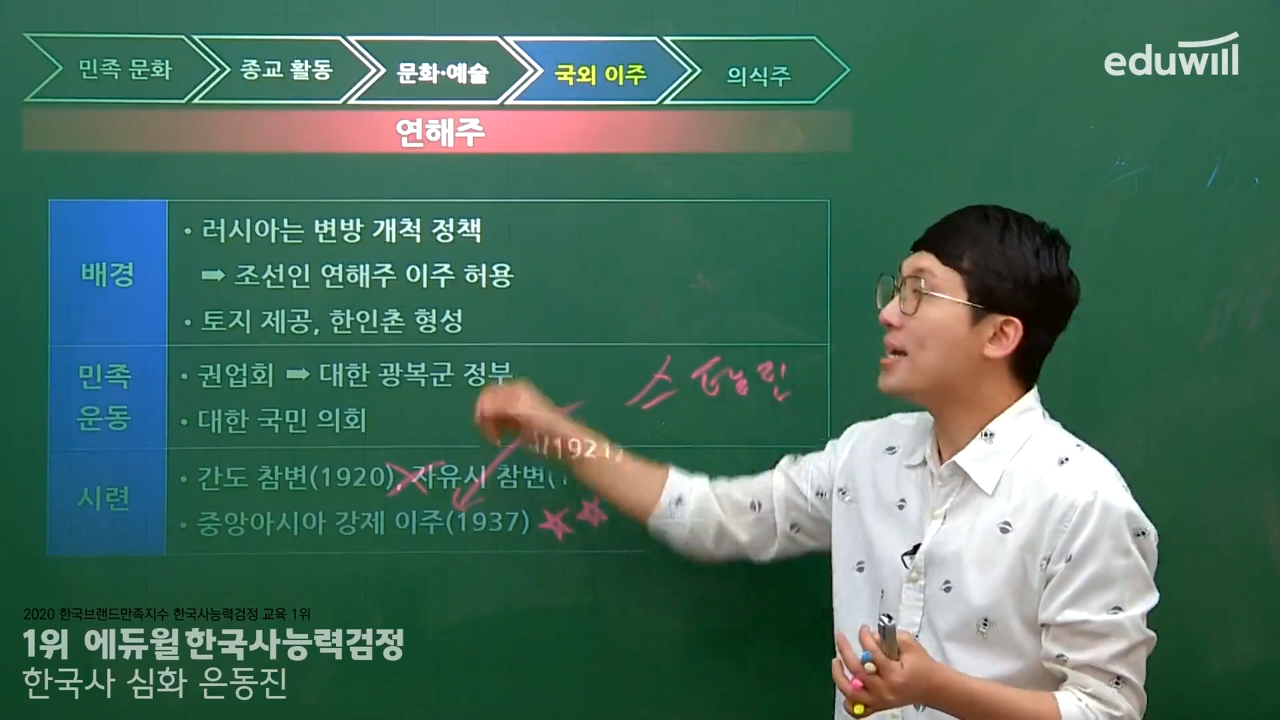 민족 문화
종교 활동
문화·예술
국외 이주
의식주
eduwill
연해주
배경
• 러시아는 변방 개척 정책
➡ 조선인 연해주 이주 허용
• 토지 제공, 한인촌 형성
민족
운동
• 권업회 ➡ 대한 광복군 정부
• 대한 국민 의회
스탈린
시련
• 간도 참변(1920), 자유시 참변(1921)
• 중앙아시아 강제 이주(1937)
2020 한국브랜드만족지수 한국사능력검정 교육 1위
1위 에듀윌 한국사능력검정
한국사 심화 은동진